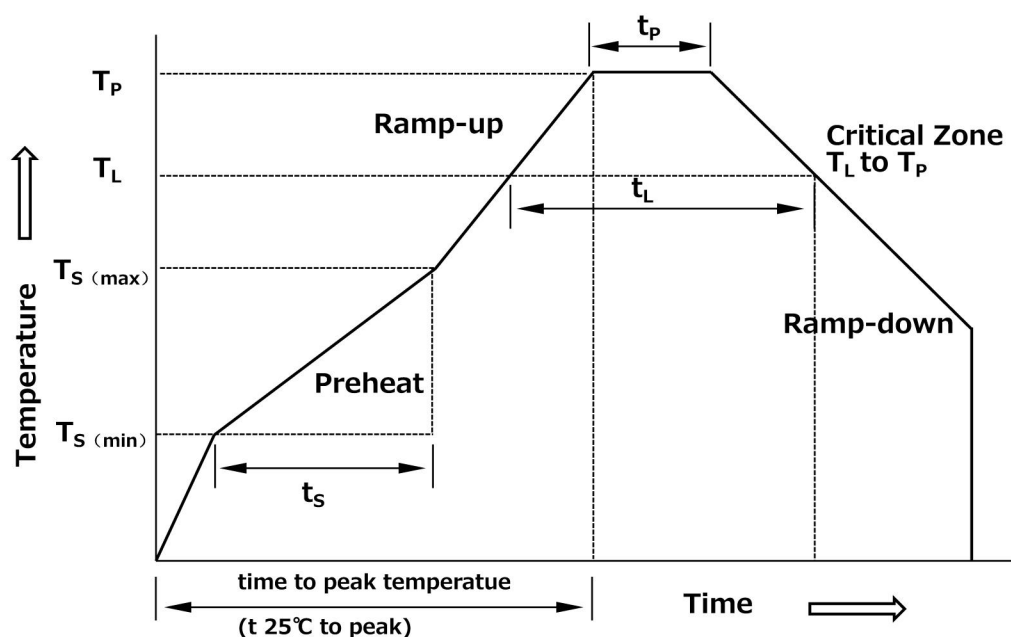 tP
TP
Ramp-up
Critical Zone
TL to TP
TL
tL
TS（max）
Ramp-down
Preheat
TS（min）
tS
Temperature
time to peak temperatue
(t 25℃ to peak)
Time